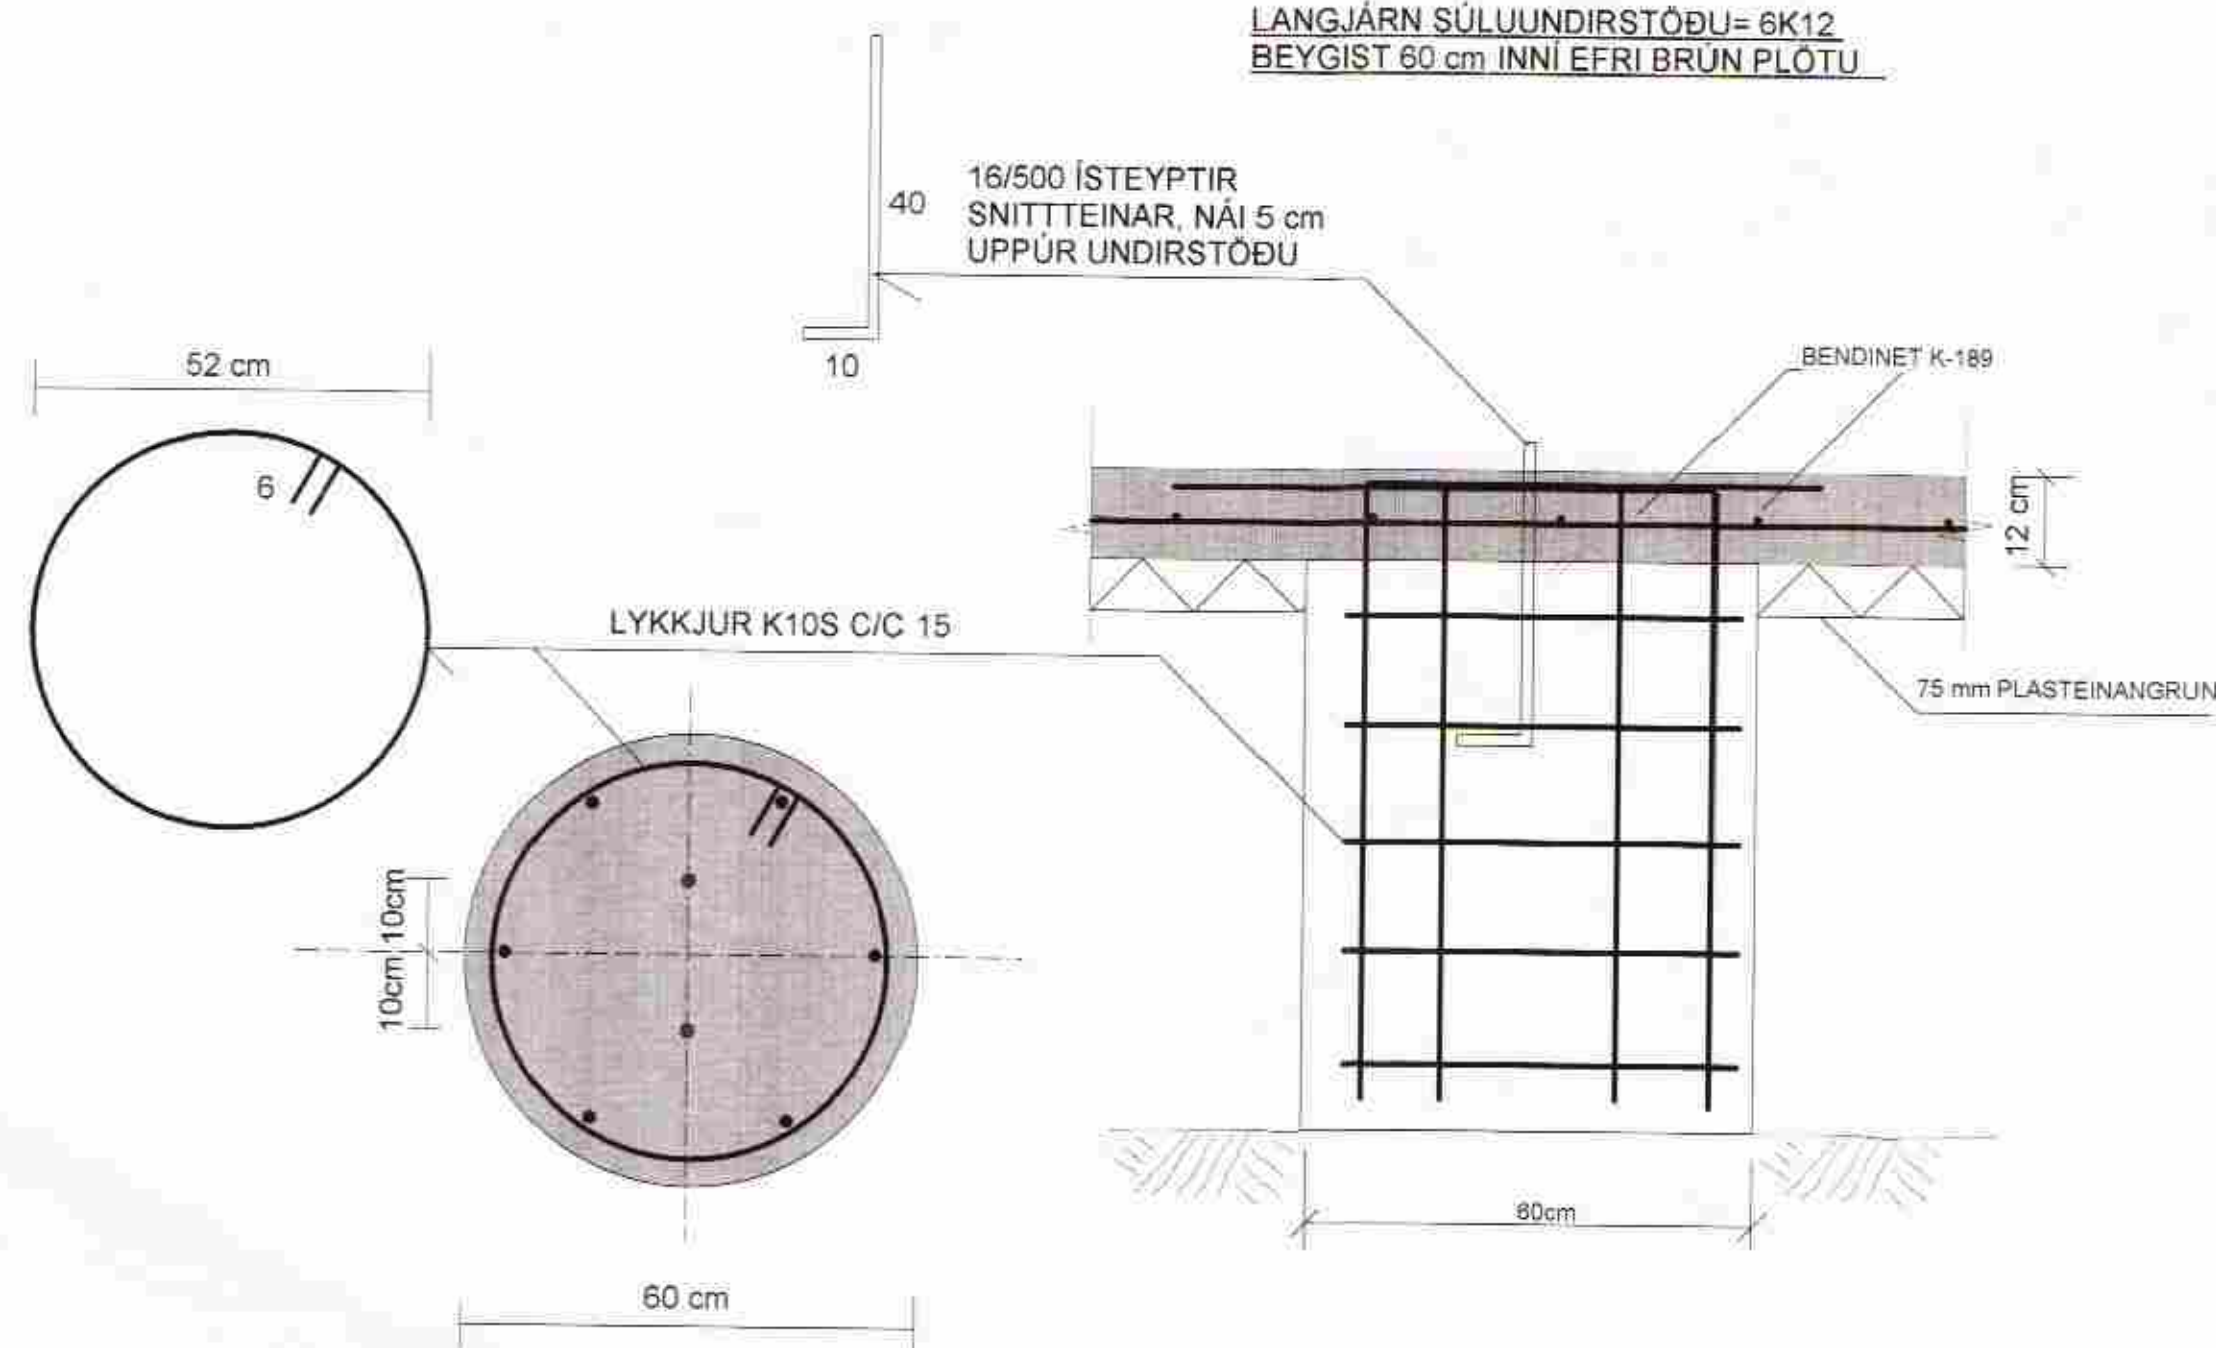 LANGJÁRN SÚLUUNDIRSTÖÐU= 6K12
BEYGIST 60 cm INNÍ EFRI BRÚN PLÖTU
16/500 ÍSTEYPTIR
SNITTTEINAR, NÁI 5 cm
UPPÚR UNDIRSTÖÐU
40
10
52 cm
6
BENDINET K-189
12 cm
LYKKJUR K10S C/C 15
75 mm PLASTEINANGRUN
10cm
10cm
60cm
60 cm